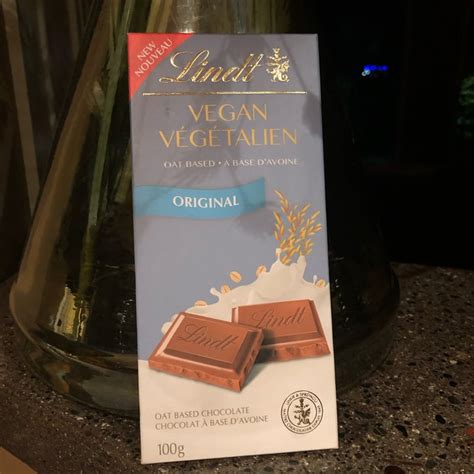 NEW
NOUVEAU
Lindt
VEGAN
VÉGÉTALIEN
OAT BASED • À BASE D'AVOINE
ORIGINAL
Lindt
Lindt
OAT BASED CHOCOLATE
CHOCOLAT À BASE D'AVOINE
100g